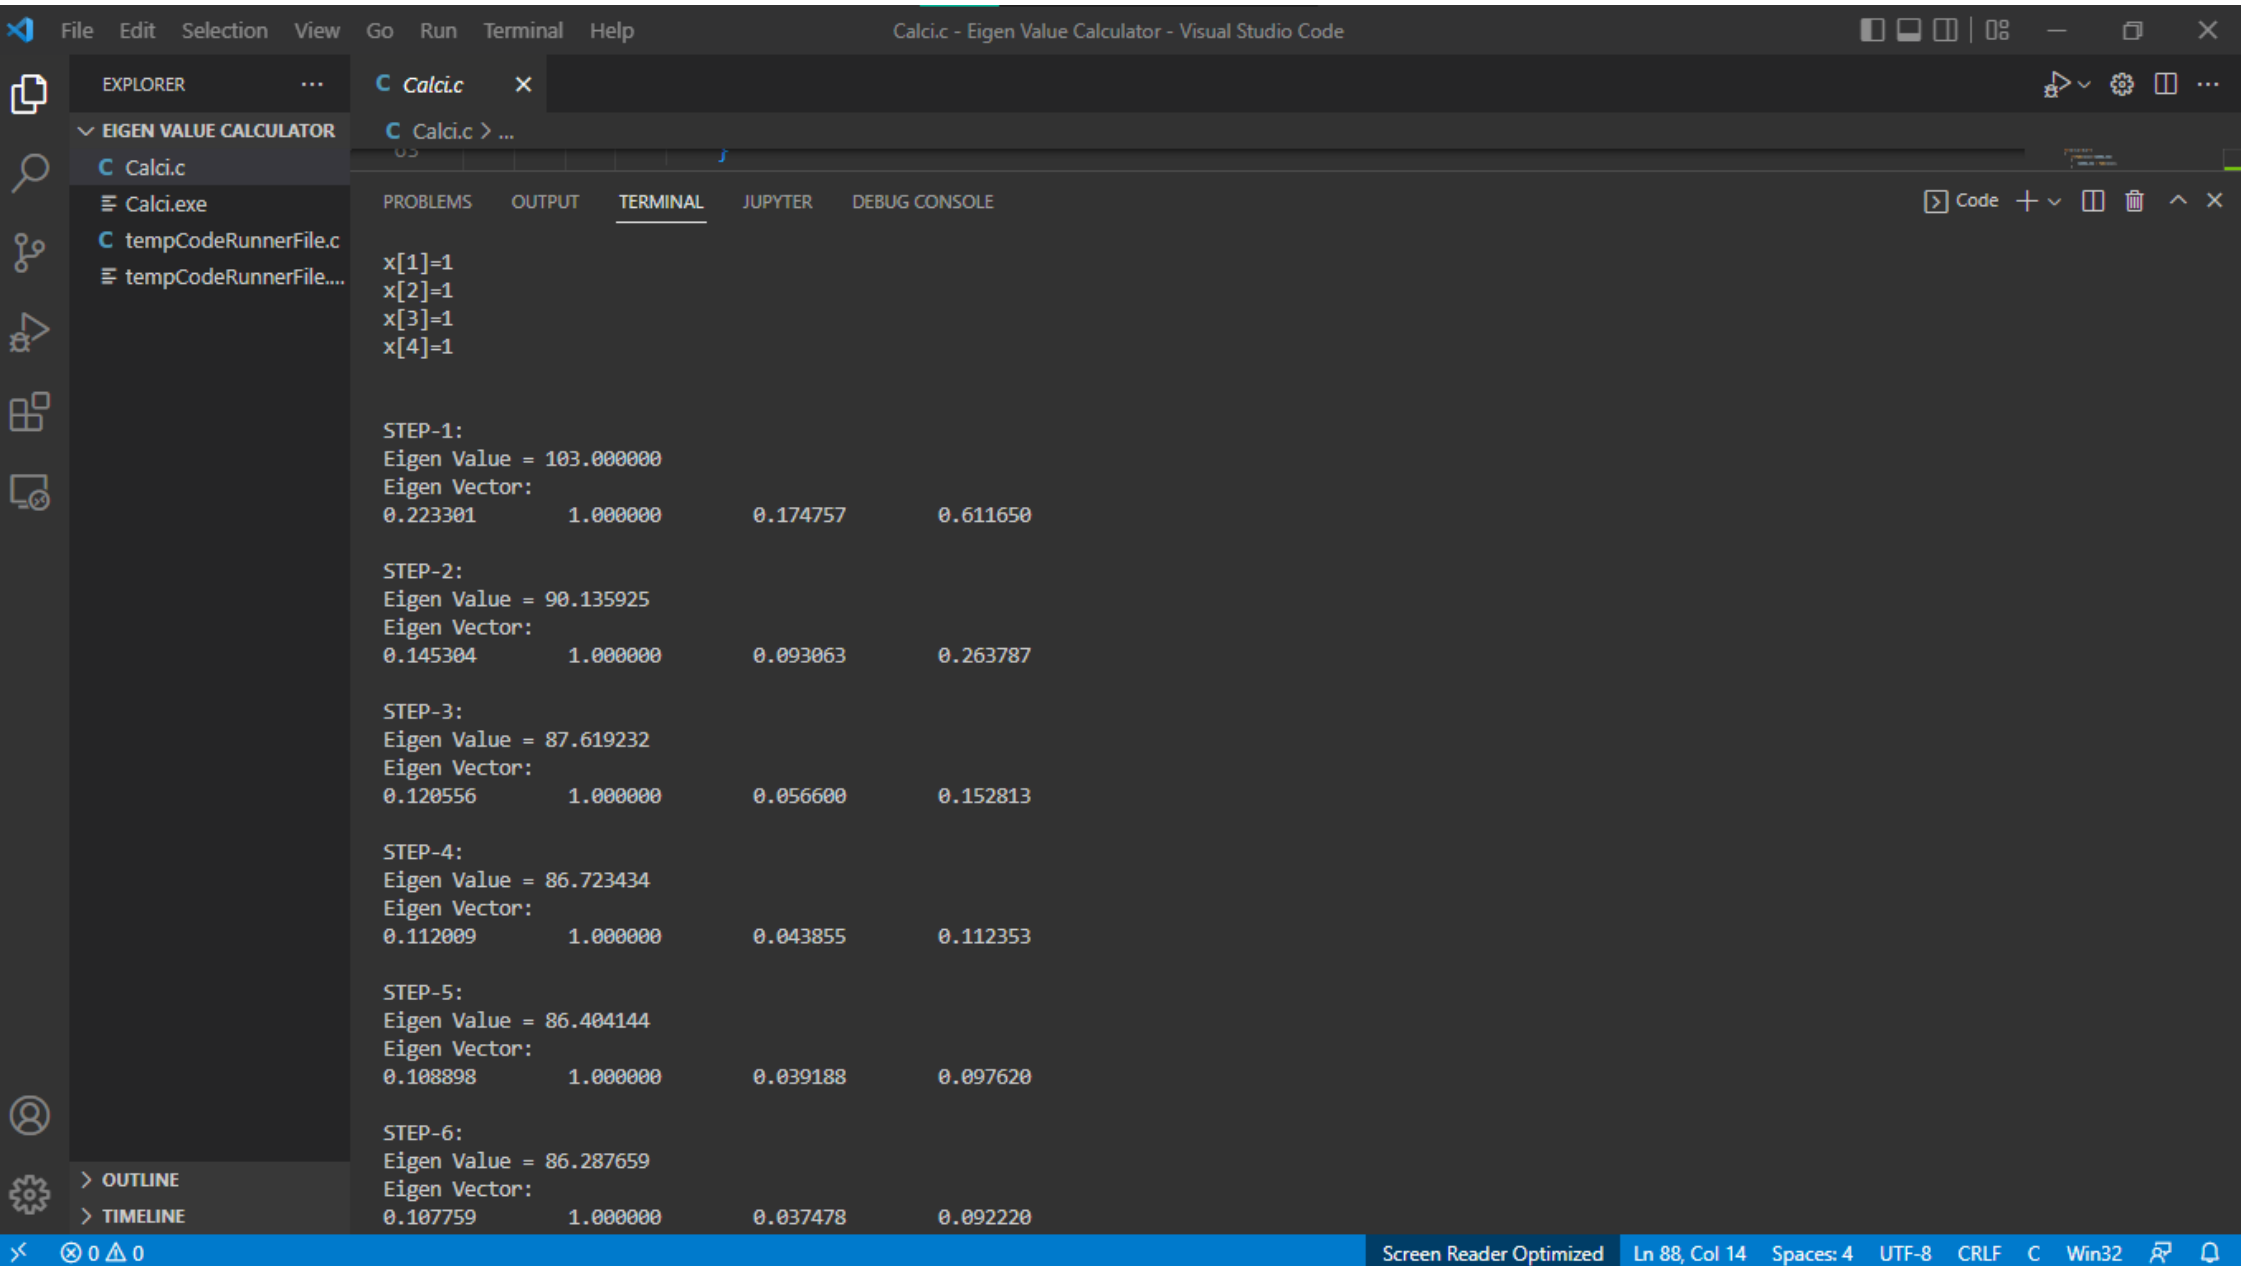 File Edit Selection View Go Run Terminal Help Calci.c - Eigen Value Calculator - Visual Studio Code
EXPLORER ...
EIGEN VALUE CALCULATOR
C Calci.c
Calci.exe
C tempCodeRunnerFile.c
tempCodeRunnerFile....
OUTLINE
TIMELINE
C Calci.c
C Calci.c > ...
63 }
PROBLEMS OUTPUT TERMINAL JUPYTER DEBUG CONSOLE Code
x[1]=1
x[2]=1
x[3]=1
x[4]=1
STEP-1:
Eigen Value = 103.000000
Eigen Vector:
0.223301 1.000000 0.174757 0.611650
STEP-2:
Eigen Value = 90.135925
Eigen Vector:
0.145304 1.000000 0.093063 0.263787
STEP-3:
Eigen Value = 87.619232
Eigen Vector:
0.120556 1.000000 0.056600 0.152813
STEP-4:
Eigen Value = 86.723434
Eigen Vector:
0.112009 1.000000 0.043855 0.112353
STEP-5:
Eigen Value = 86.404144
Eigen Vector:
0.108898 1.000000 0.039188 0.097620
STEP-6:
Eigen Value = 86.287659
Eigen Vector:
0.107759 1.000000 0.037478 0.092220
0 0 Screen Reader Optimized Ln 88, Col 14 Spaces: 4 UTF-8 CRLF C Win32